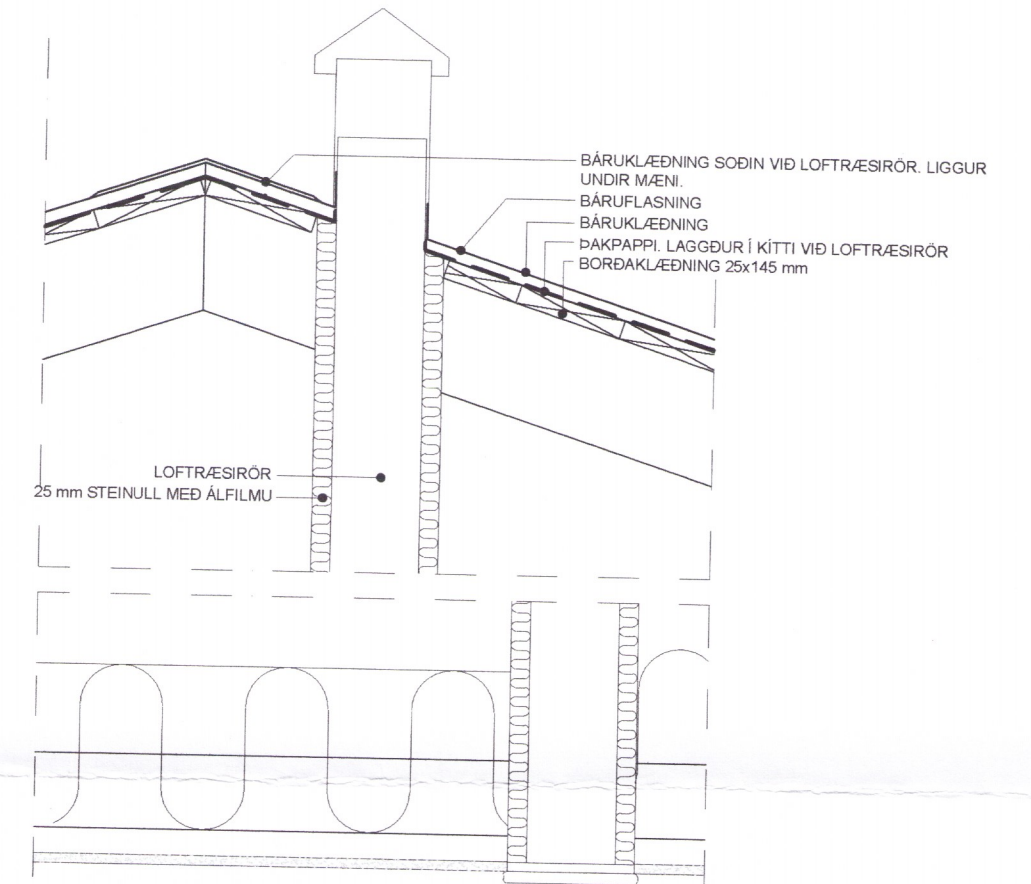 BÁRUKLÆÐNING SOÐIN VIÐ LOFTRÆSIRÖR. LIGGUR
UNDIR MÆNI.
BÁRUFLASNING
BÁRUKLÆÐNING
ÞAKPAPPI. LAGGÐUR Í KÍTTI VIÐ LOFTRÆSIRÖR
BORÐAKLÆÐNING 25x145 mm
LOFTRÆSIRÖR
25 mm STEINULL MEÐ ÁLFILMU